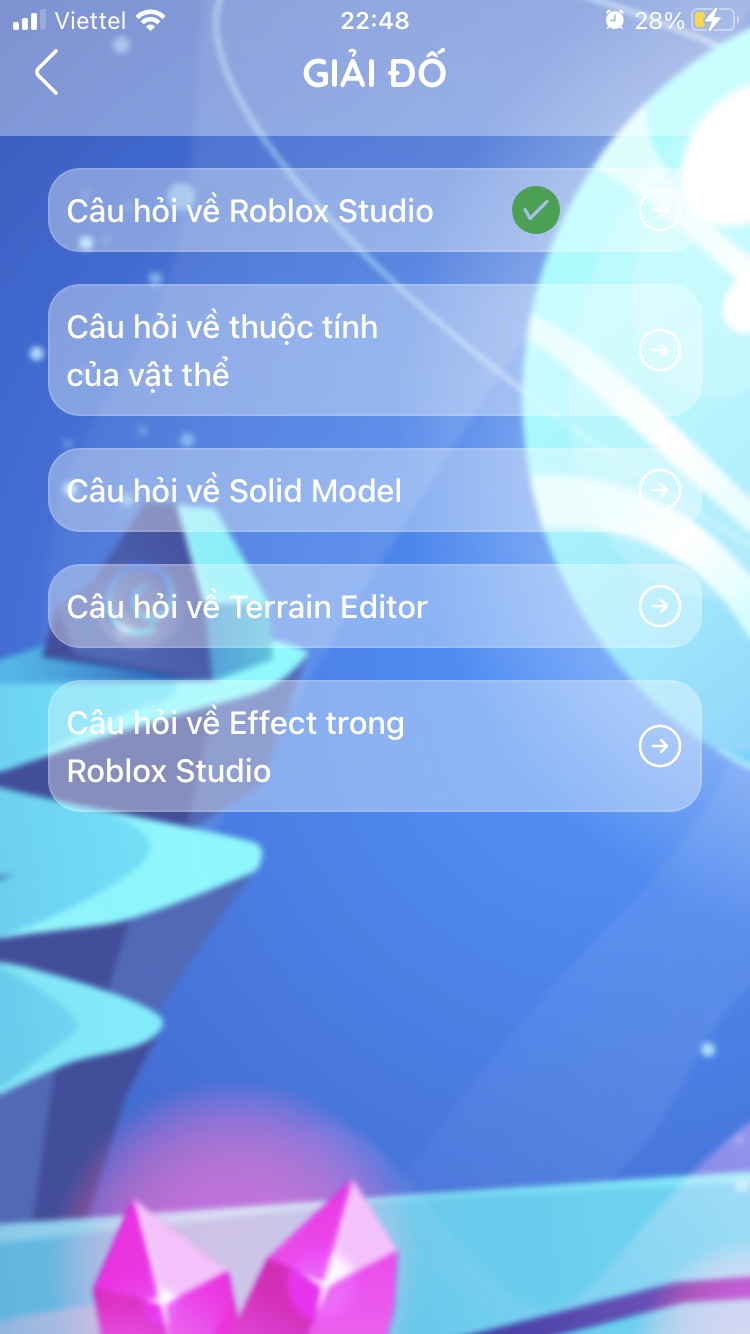 Viettel 22:48 28%
GIẢI ĐỐ
Câu hỏi về Roblox Studio
Câu hỏi về thuộc tính
của vật thể
Câu hỏi về Solid Model
Câu hỏi về Terrain Editor
Câu hỏi về Effect trong
Roblox Studio